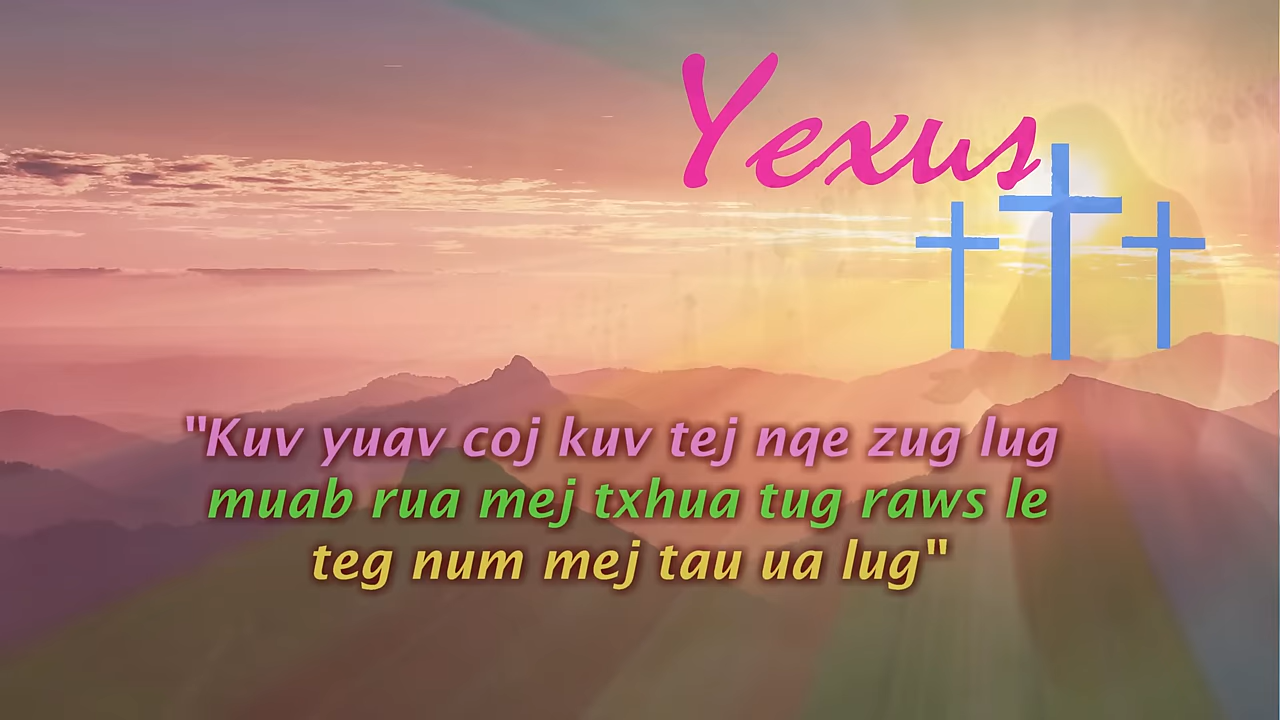 Yexus
"Kuv yuav coj kuv tej nqe zug lug
muab rua mej txhua tug raws le
teg num mej tau ua lug"